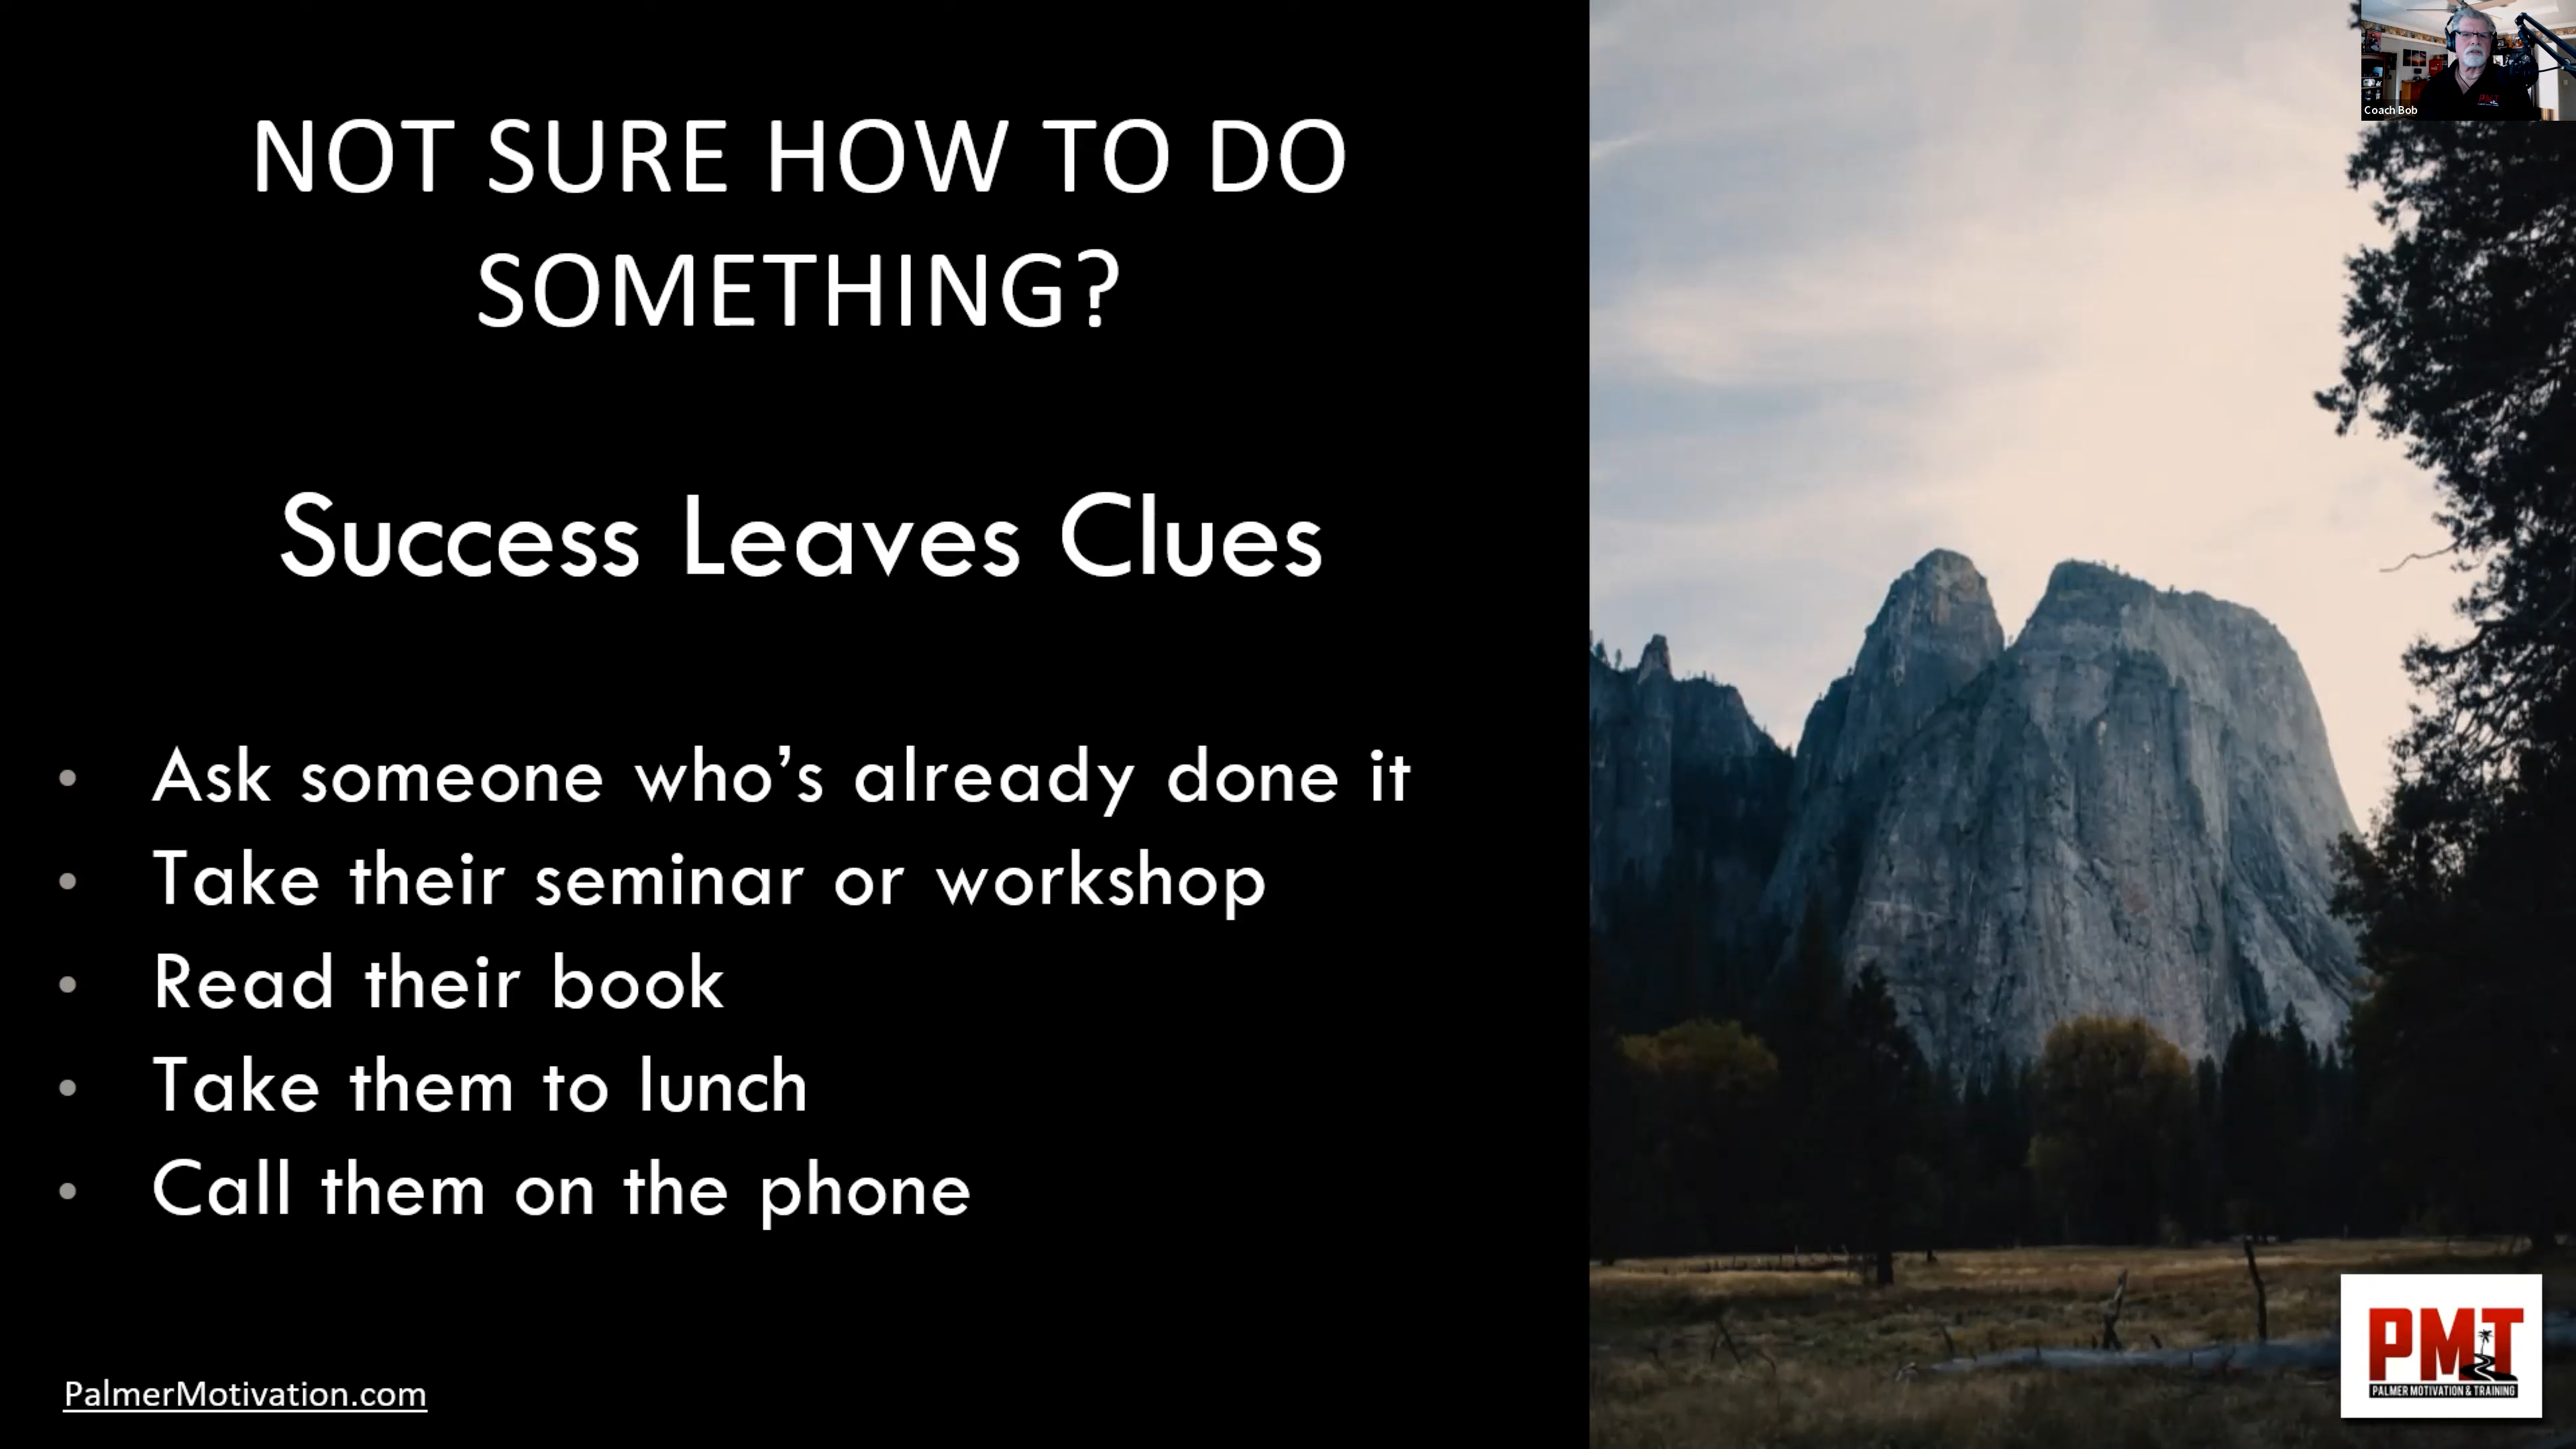 NOT SURE HOW TO DO
SOMETHING?
Success Leaves Clues
• Ask someone who’s already done it
• Take their seminar or workshop
• Read their book
• Take them to lunch
• Call them on the phone
PalmerMotivation.com
Coach Bob
PMT
PMT
PALMER MOTIVATION & TRAINING